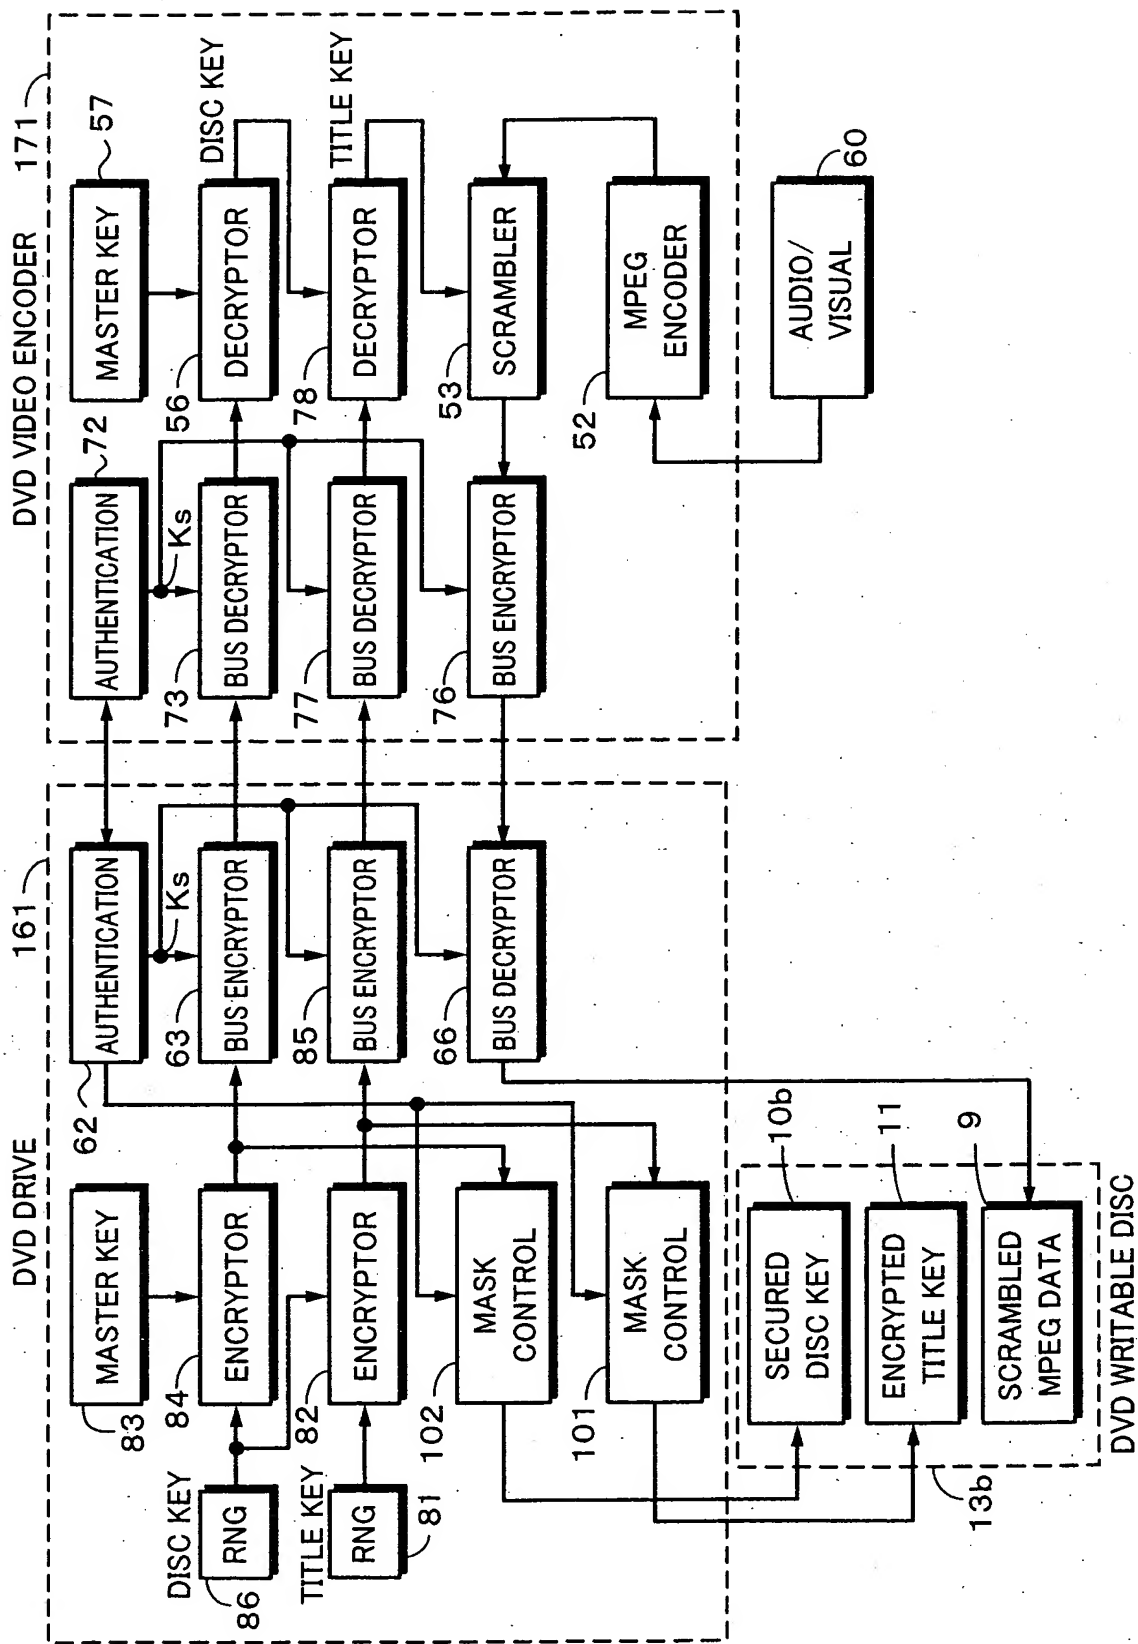 DVD DRIVE
161
DVD VIDEO ENCODER
171
MASTER KEY
83
AUTHENTICATION
62
AUTHENTICATION
72
MASTER KEY
57
Ks
Ks
DISC KEY
RNG
86
ENCRYPTOR
84
BUS ENCRYPTOR
63
BUS DECRYPTOR
73
DECRYPTOR
56
DISC KEY
TITLE KEY
RNG
81
ENCRYPTOR
82
BUS ENCRYPTOR
85
BUS DECRYPTOR
77
DECRYPTOR
78
TITLE KEY
MASK
CONTROL
102
BUS DECRYPTOR
66
BUS ENCRYPTOR
76
SCRAMBLER
53
MASK
CONTROL
101
MPEG
ENCODER
52
SECURED
DISC KEY
10b
ENCRYPTED
TITLE KEY
11
SCRAMBLED
MPEG DATA
9
13b
DVD WRITABLE DISC
AUDIO/
VISUAL
60